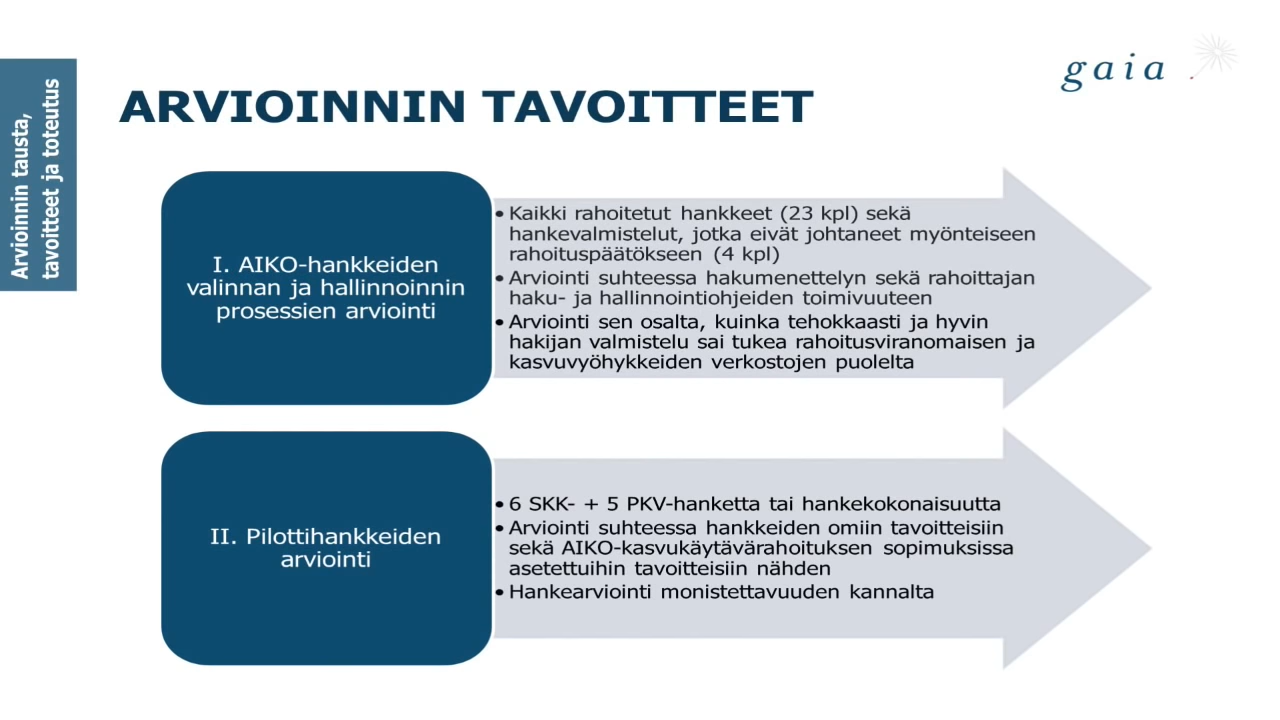 Arvioinnin tausta,
tavoitteet ja toteutus
gaia
ARVIOINNIN TAVOITTEET
I. AIKO-hankkeiden
valinnan ja hallinnoinnin
prosessien arviointi
• Kaikki rahoitetut hankkeet (23 kpl) sekä
hankevalmistelut, jotka eivät johtaneet myönteiseen
rahoituspäätökseen (4 kpl)
• Arviointi suhteessa hakumenettelyn sekä rahoittajan
haku- ja hallinnointiohjeiden toimivuuteen
• Arviointi sen osalta, kuinka tehokkaasti ja hyvin
hakijan valmistelu sai tukea rahoitusviranomaisen ja
kasvuvyöhykkeiden verkostojen puolelta
II. Pilottihankkeiden
arviointi
• 6 SKK- + 5 PKV-hanketta tai hankekokonaisuutta
• Arviointi suhteessa hankkeiden omiin tavoitteisiin
sekä AIKO-kasvukäytävärahoituksen sopimuksissa
asetettuihin tavoitteisiin nähden
• Hankearviointi monistettavuuden kannalta